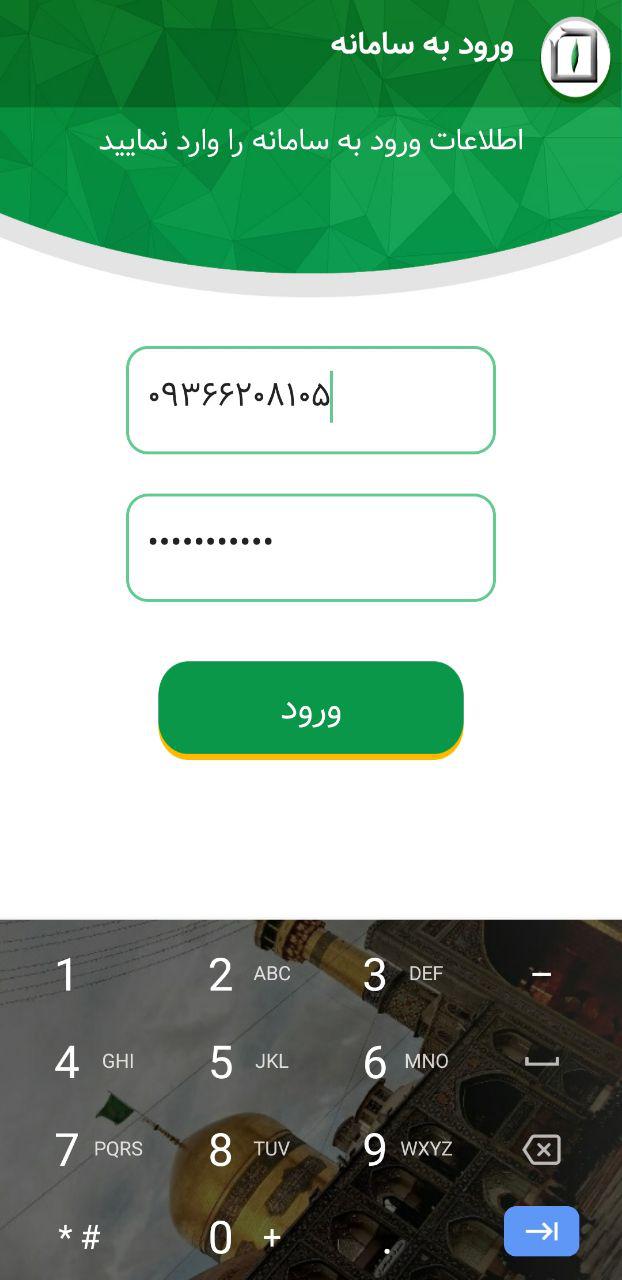 ورود به سامانه
اطلاعات ورود به سامانه را وارد نمایید
۰۹۳۶۶۲۰۸۱۰۵
•••••••••••
ورود
1 2 ABC 3 DEF –
4 GHI 5 JKL 6 MNO
7 PQRS 8 TUV 9 WXYZ
* # 0 + .